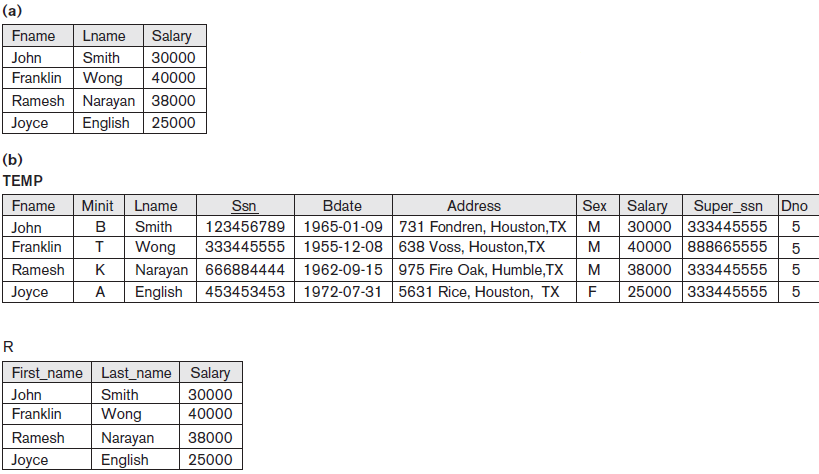 (a)
Fname Lname Salary
John Smith 30000
Franklin Wong 40000
Ramesh Narayan 38000
Joyce English 25000
(b)
TEMP
Fname Minit Lname Ssn Bdate Address Sex Salary Super_ssn Dno
John B Smith 123456789 1965-01-09 731 Fondren, Houston,TX M 30000 333445555 5
Franklin T Wong 333445555 1955-12-08 638 Voss, Houston,TX M 40000 888665555 5
Ramesh K Narayan 666884444 1962-09-15 975 Fire Oak, Humble,TX M 38000 333445555 5
Joyce A English 453453453 1972-07-31 5631 Rice, Houston, TX F 25000 333445555 5
R
First_name Last_name Salary
John Smith 30000
Franklin Wong 40000
Ramesh Narayan 38000
Joyce English 25000